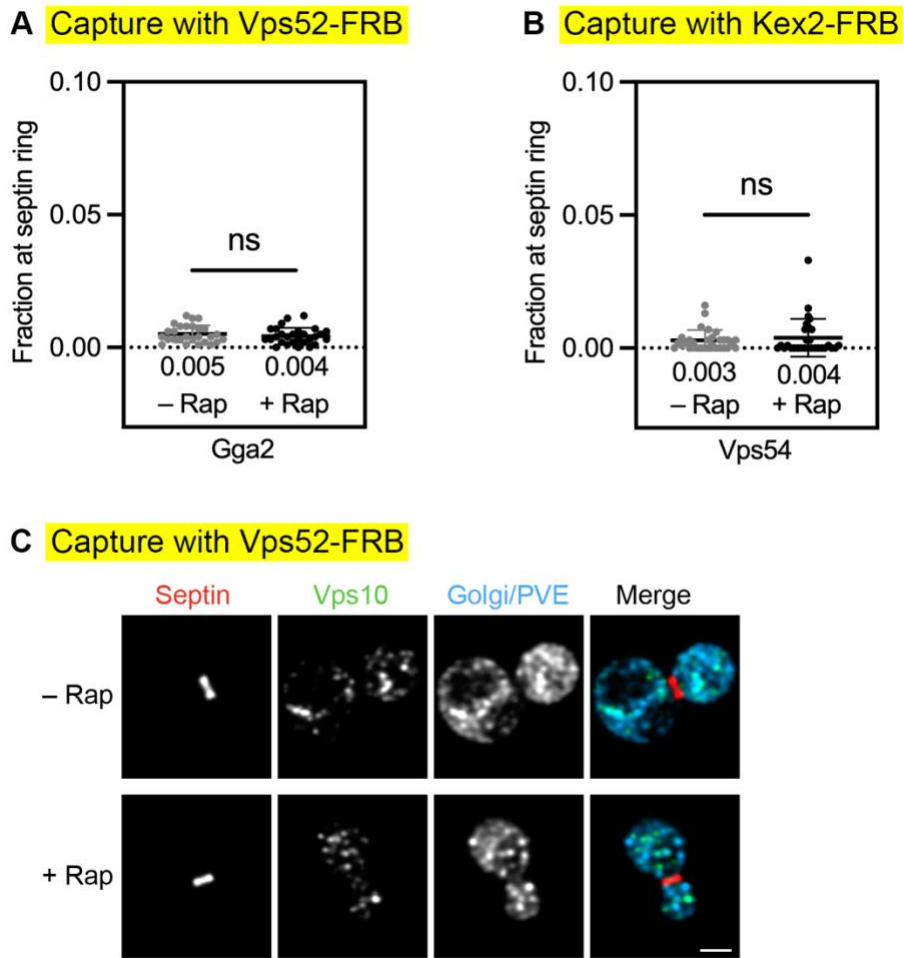 A Capture with Vps52-FRB
Fraction at septin ring
0.10
0.05
0.00
ns
0.005 0.004
– Rap + Rap
Gga2
B Capture with Kex2-FRB
Fraction at septin ring
0.10
0.05
0.00
ns
0.003 0.004
– Rap + Rap
Vps54
C Capture with Vps52-FRB
Septin Vps10 Golgi/PVE Merge
– Rap
+ Rap